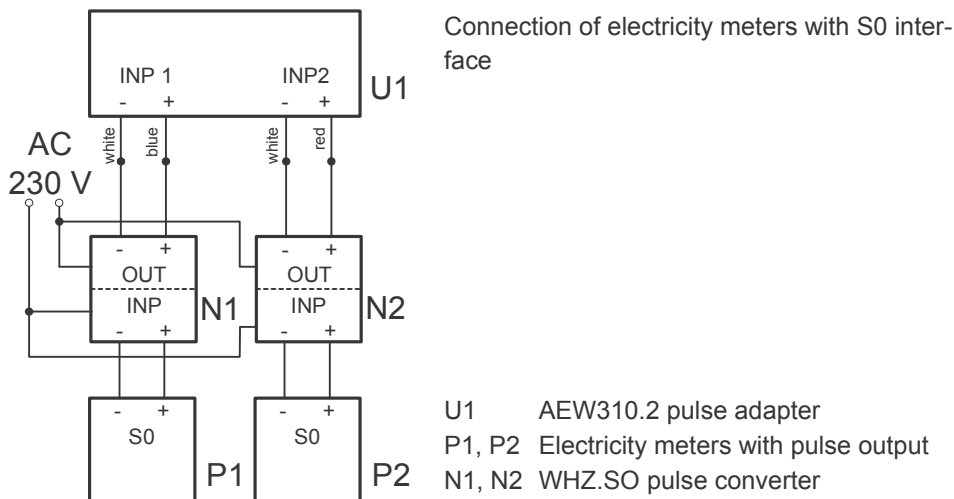 Connection of electricity meters with S0 inter-
face
INP 1
INP2
U1
- +
- +
white
blue
white
red
AC
230 V
- +
- +
OUT
OUT
INP
INP
N1
N2
- +
- +
- +
- +
S0
S0
P1
P2
U1 AEW310.2 pulse adapter
P1, P2 Electricity meters with pulse output
N1, N2 WHZ.SO pulse converter